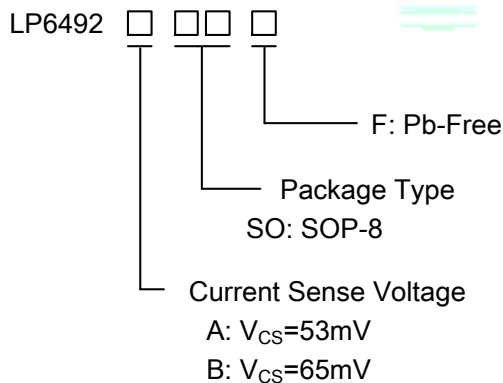 LP6492 □ □□ □
F: Pb-Free
Package Type
SO: SOP-8
Current Sense Voltage
A: VCS=53mV
B: VCS=65mV